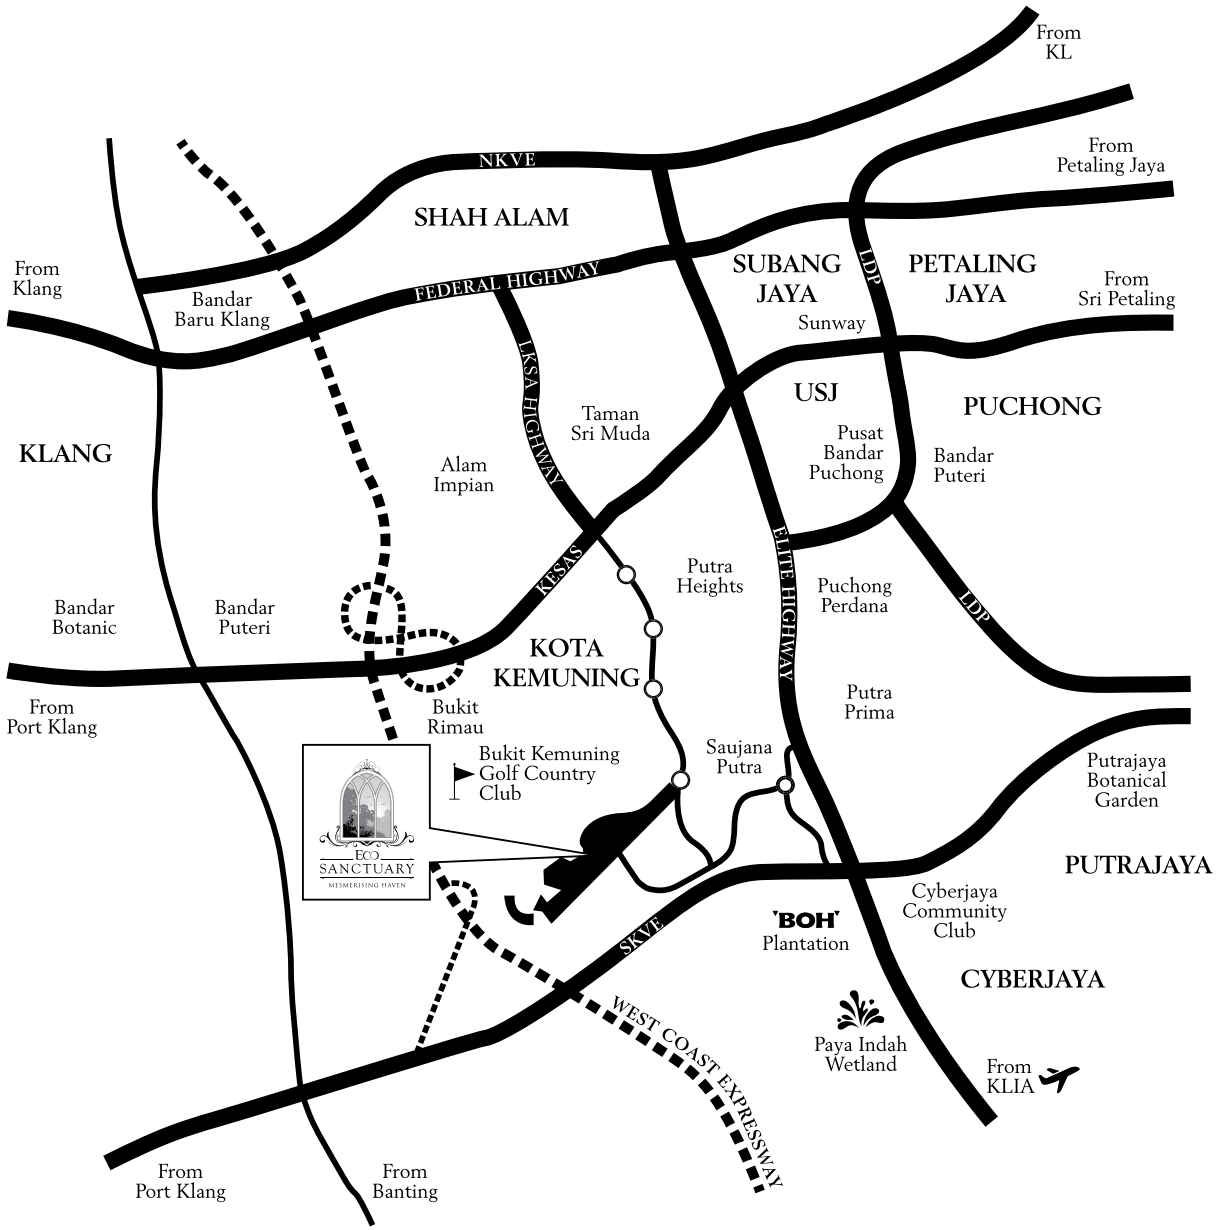 From
KL
From
Petaling Jaya
NKVE
SHAH ALAM
From
Klang
Bandar
Baru Klang
FEDERAL HIGHWAY
SUBANG
JAYA
LDP
PETALING
JAYA
From
Sri Petaling
Sunway
LKSA HIGHWAY
USJ
PUCHONG
Taman
Sri Muda
KLANG
Alam
Impian
Pusat
Bandar
Puchong
Bandar
Puteri
KESAS
ELITE HIGHWAY
Putra
Heights
Puchong
Perdana
LDP
Bandar
Botanic
Bandar
Puteri
KOTA
KEMUNING
From
Port Klang
Bukit
Rimau
Putra
Prima
Bukit Kemuning
Golf Country
Club
Saujana
Putra
Putrajaya
Botanical
Garden
ECO
SANCTUARY
MESMERISING HAVEN
PUTRAJAYA
Cyberjaya
Community
Club
SKVE
BOH
Plantation
CYBERJAYA
WEST COAST EXPRESSWAY
Paya Indah
Wetland
From
KLIA
From
Port Klang
From
Banting